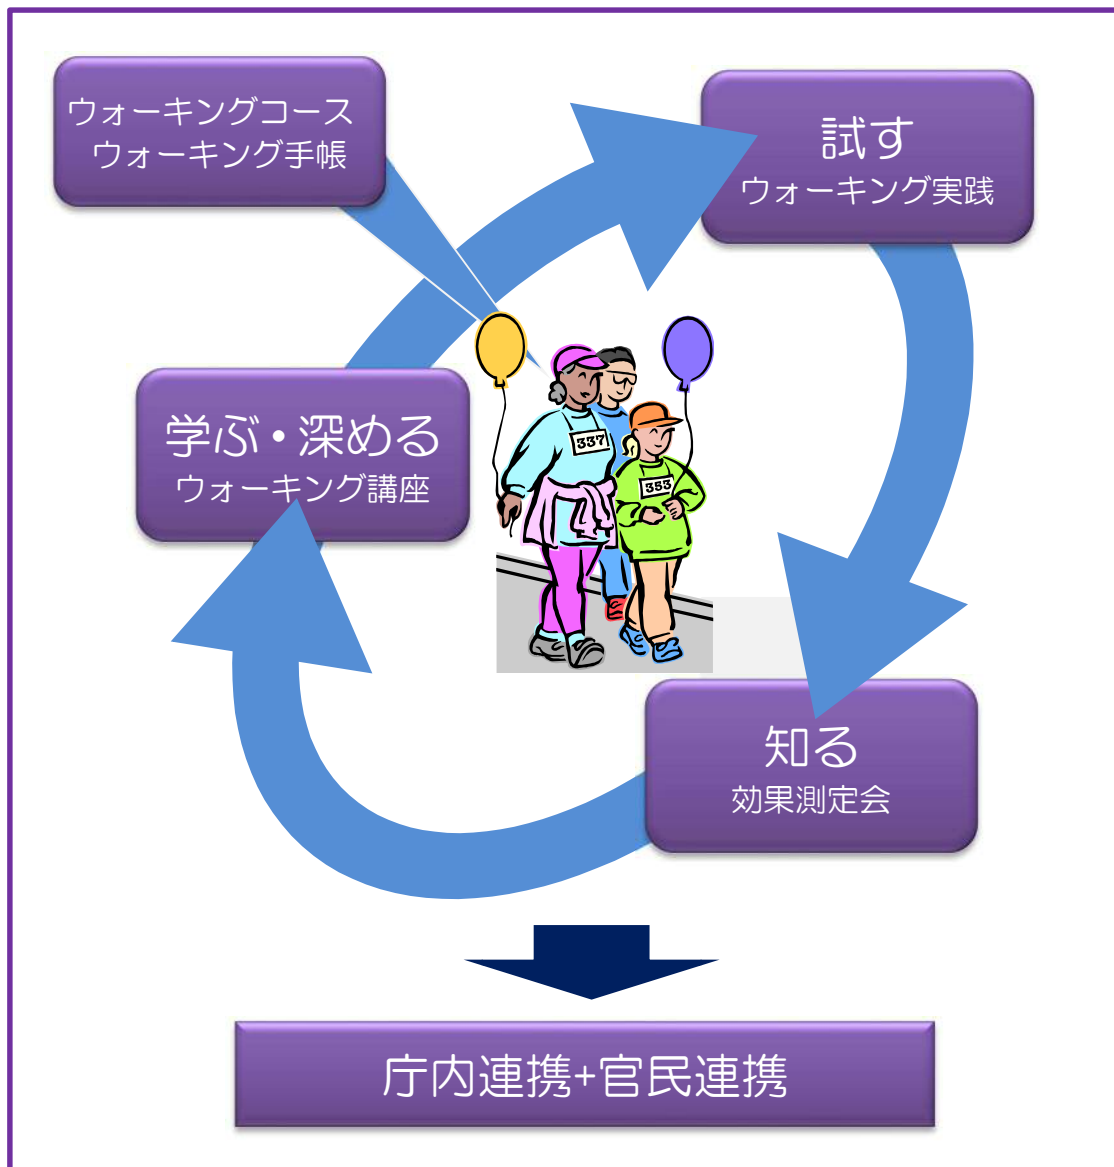 ウォーキングコース
ウォーキング手帳
試す
ウォーキング実践
学ぶ・深める
ウォーキング講座
337
353
知る
効果測定会
庁内連携+官民連携